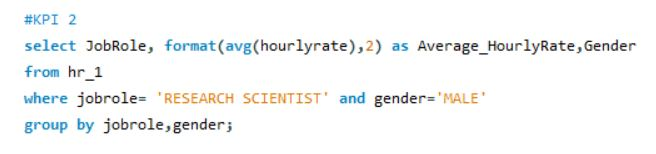 #KPI 2
select JobRole, format(avg(hourlyrate),2) as Average_HourlyRate,Gender
from hr_1
where jobrole= 'RESEARCH SCIENTIST' and gender='MALE'
group by jobrole,gender;